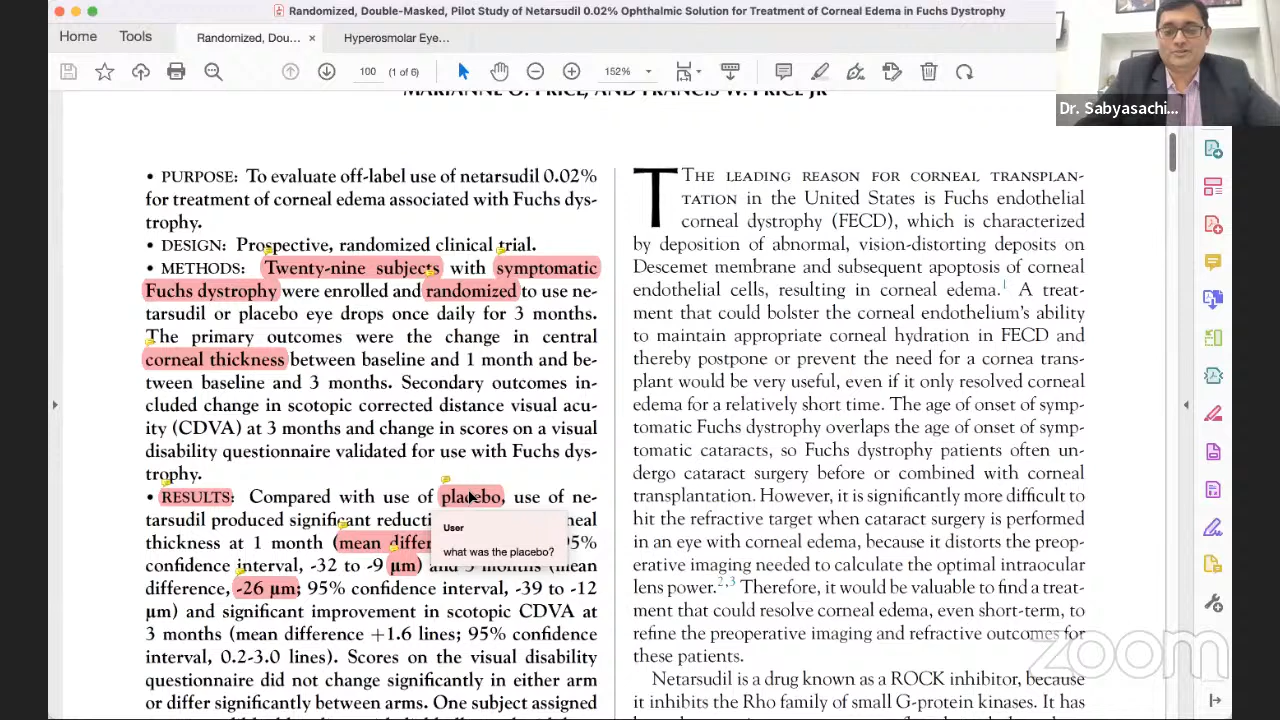 Randomized, Double-Masked, Pilot Study of Netarsudil 0.02% Ophthalmic Solution for Treatment of Corneal Edema in Fuchs Dystrophy
Home
Tools
Randomized, Dou...
Hyperosmolar Eye...
100
(1 of 6)
152%
Dr. Sabyasachi...
MARIANNE O. PRICE, AND FRANCIS W. PRICE JR
• PURPOSE: To evaluate off-label use of netarsudil 0.02%
for treatment of corneal edema associated with Fuchs dys-
trophy.
• DESIGN: Prospective, randomized clinical trial.
• METHODS: Twenty-nine subjects with symptomatic
Fuchs dystrophy were enrolled and randomized to use ne-
tarsudil or placebo eye drops once daily for 3 months.
The primary outcomes were the change in central
corneal thickness between baseline and 1 month and be-
tween baseline and 3 months. Secondary outcomes in-
cluded change in scotopic corrected distance visual acu-
ity (CDVA) at 3 months and change in scores on a visual
disability questionnaire validated for use with Fuchs dys-
trophy.
• RESULTS: Compared with use of placebo, use of ne-
tarsudil produced significant reducti
thickness at 1 month (mean differ
confidence interval, -32 to -9 μm) and 3 months (mean
difference, -26 μm; 95% confidence interval, -39 to -12
μm) and significant improvement in scotopic CDVA at
3 months (mean difference +1.6 lines; 95% confidence
interval, 0.2-3.0 lines). Scores on the visual disability
questionnaire did not change significantly in either arm
or differ significantly between arms. One subject assigned
User
what was the placebo?
THE LEADING REASON FOR CORNEAL TRANSPLAN-
TATION in the United States is Fuchs endothelial
corneal dystrophy (FECD), which is characterized
by deposition of abnormal, vision-distorting deposits on
Descemet membrane and subsequent apoptosis of corneal
endothelial cells, resulting in corneal edema.1 A treat-
ment that could bolster the corneal endothelium's ability
to maintain appropriate corneal hydration in FECD and
thereby postpone or prevent the need for a cornea trans-
plant would be very useful, even if it only resolved corneal
edema for a relatively short time. The age of onset of symp-
tomatic Fuchs dystrophy overlaps the age of onset of symp-
tomatic cataracts, so Fuchs dystrophy patients often un-
dergo cataract surgery before or combined with corneal
transplantation. However, it is significantly more difficult to
hit the refractive target when cataract surgery is performed
in an eye with corneal edema, because it distorts the preop-
erative imaging needed to calculate the optimal intraocular
lens power.2,3 Therefore, it would be valuable to find a treat-
ment that could resolve corneal edema, even short-term, to
refine the preoperative imaging and refractive outcomes for
these patients.
Netarsudil is a drug known as a ROCK inhibitor, because
it inhibits the Rho family of small G-protein kinases. It has
zoom